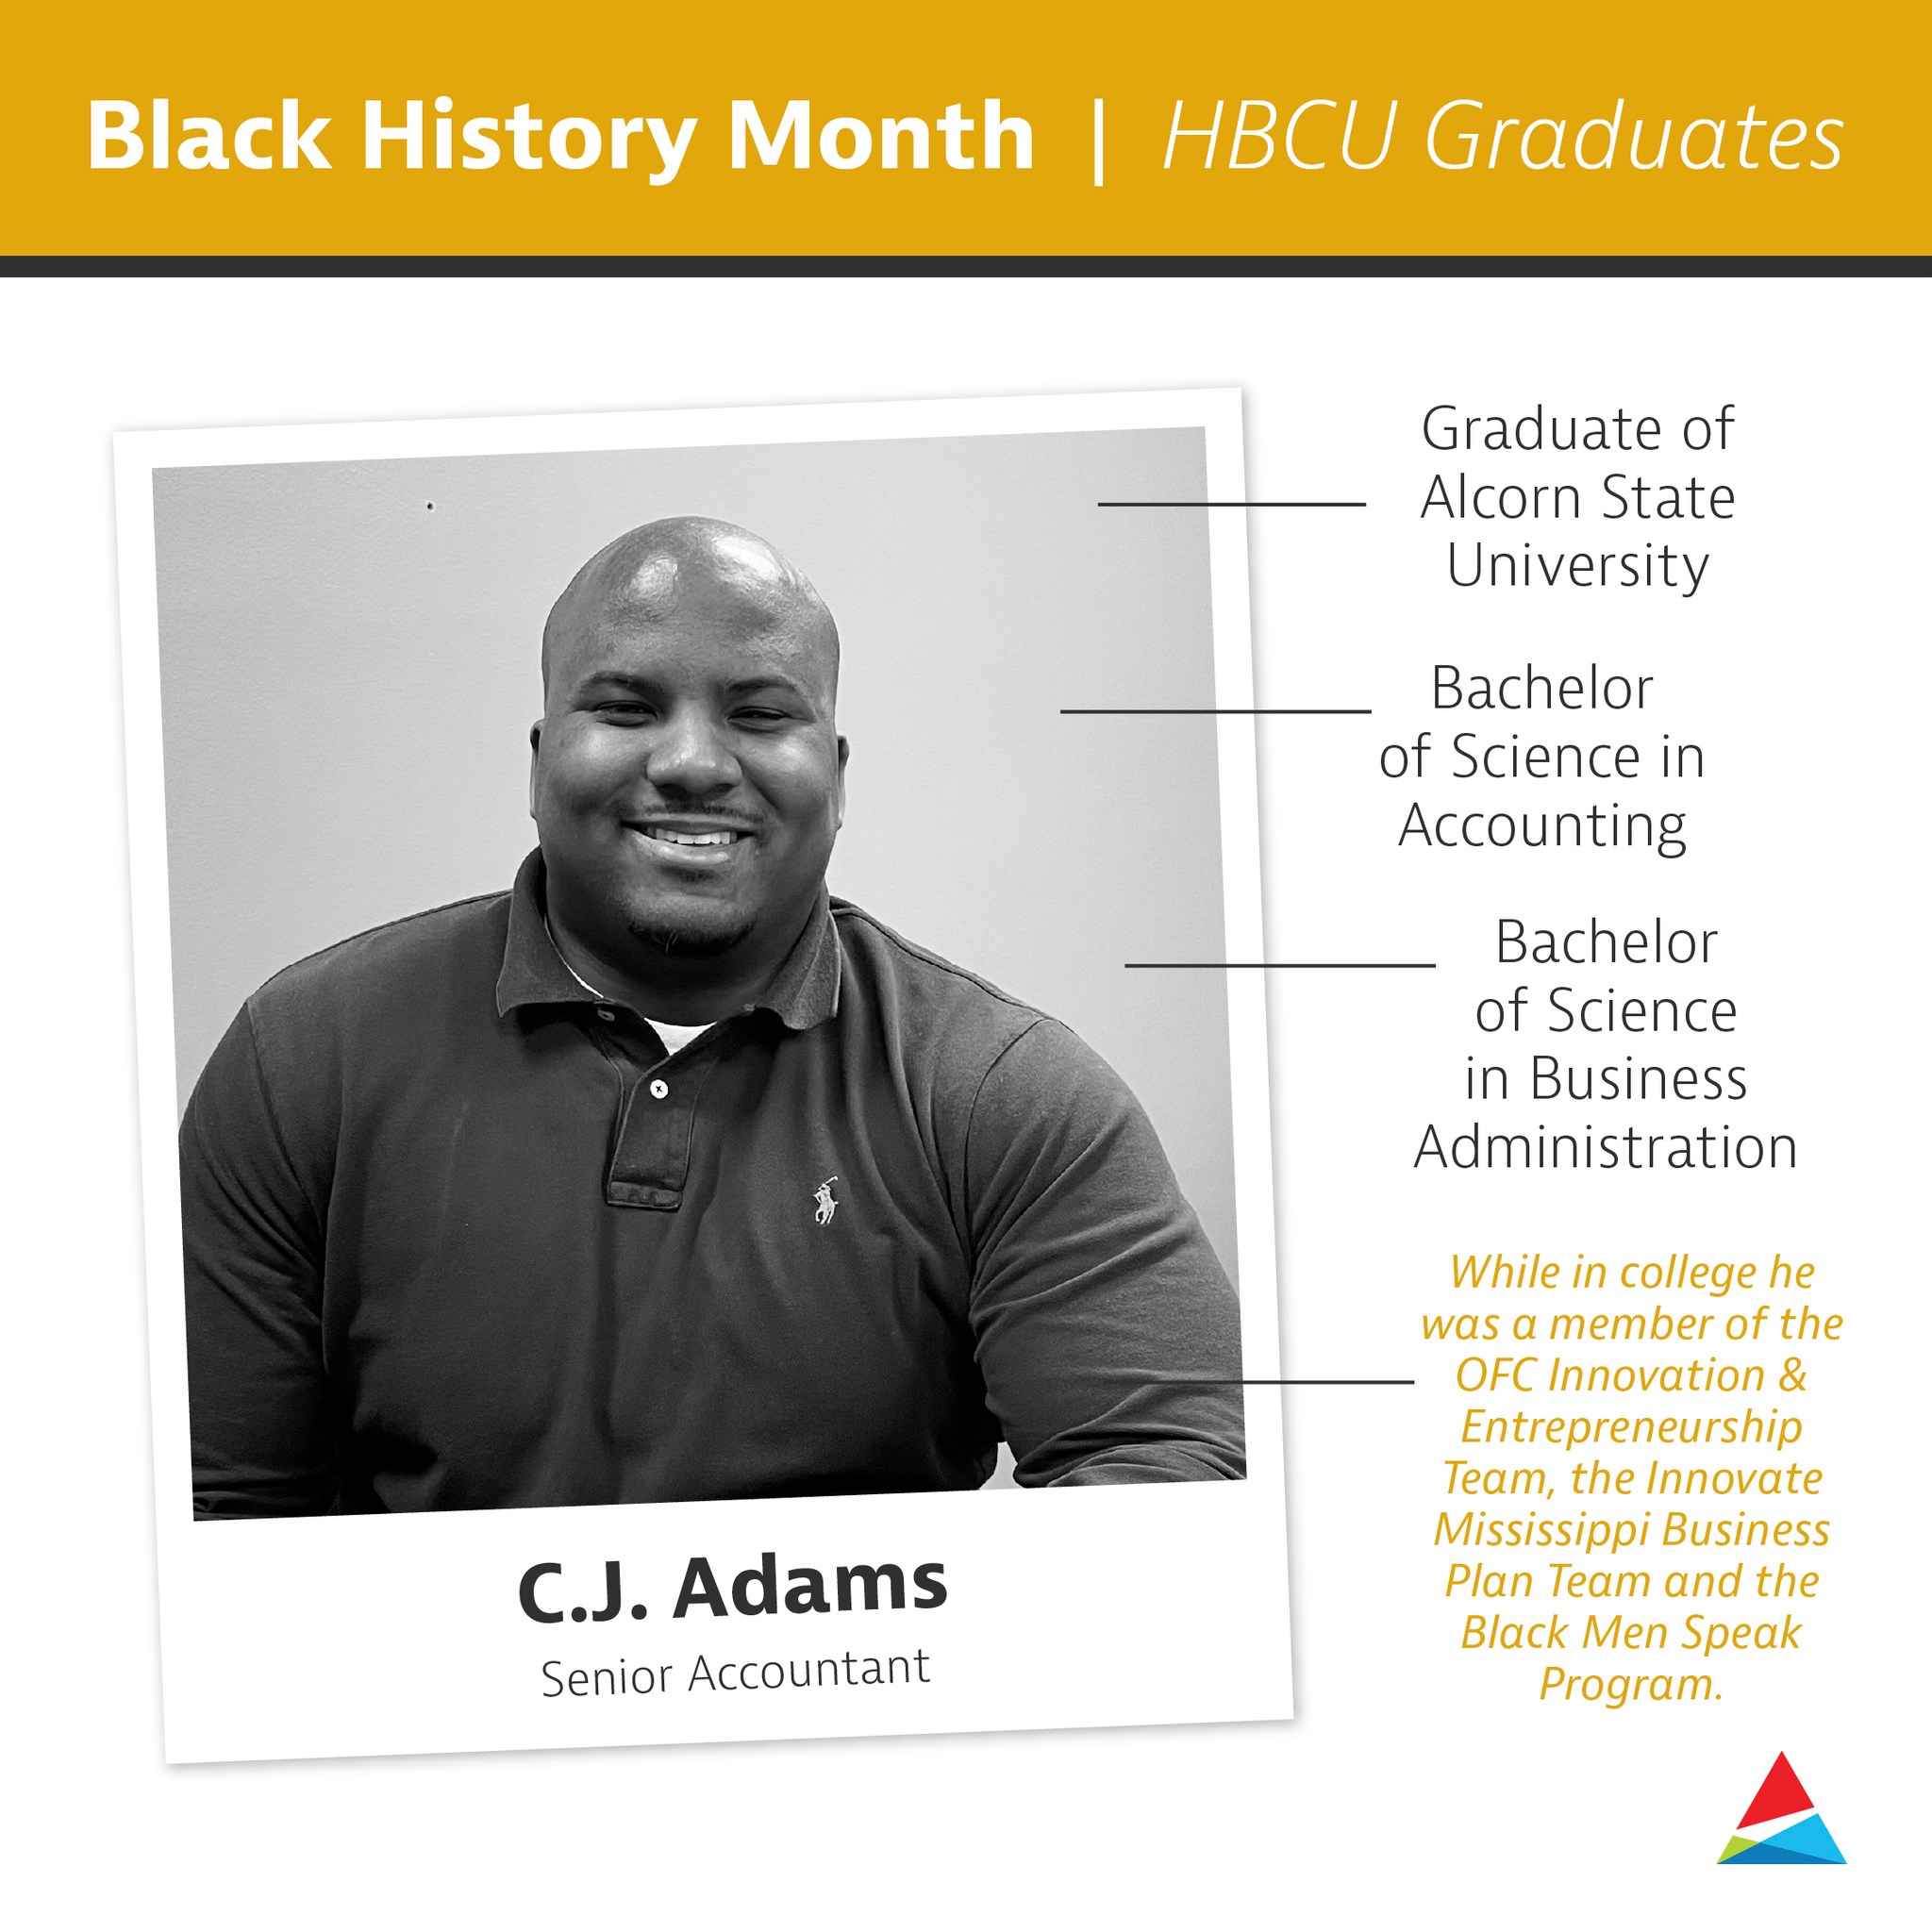 Black History Month | HBCU Graduates
Graduate of
Alcorn State
University
Bachelor
of Science in
Accounting
Bachelor
of Science
in Business
Administration
While in college he
was a member of the
OFC Innovation &
Entrepreneurship
Team, the Innovate
Mississippi Business
Plan Team and the
Black Men Speak
Program.
C.J. Adams
Senior Accountant